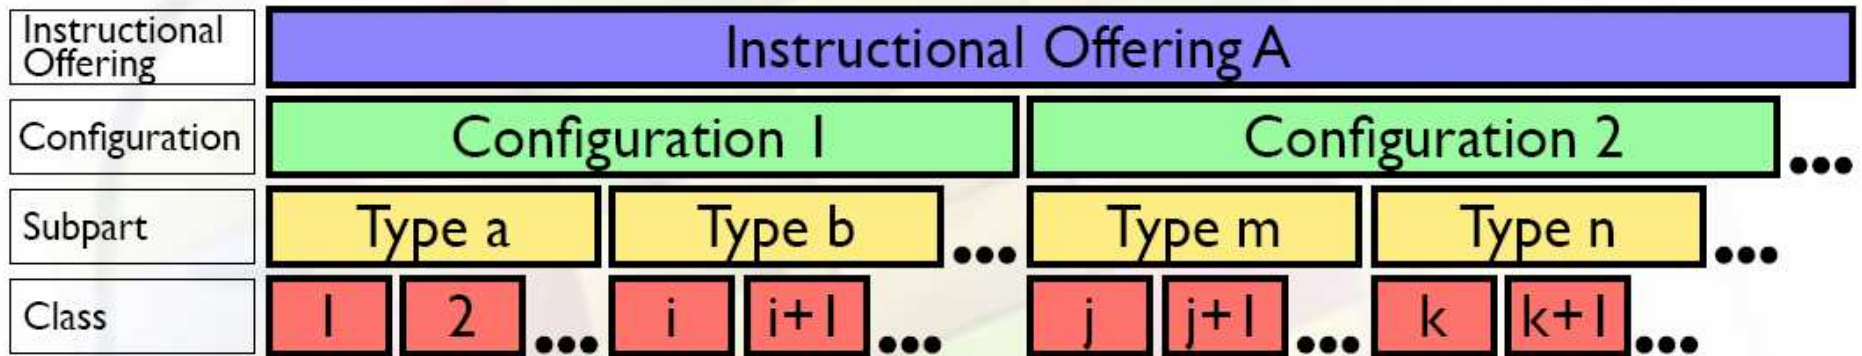 Instructional
Offering
Instructional Offering A
Configuration
Configuration 1
Configuration 2
...
Subpart
Type a
Type b
...
Type m
Type n
...
Class
1
2
...
i
i+1
...
j
j+1
...
k
k+1
...